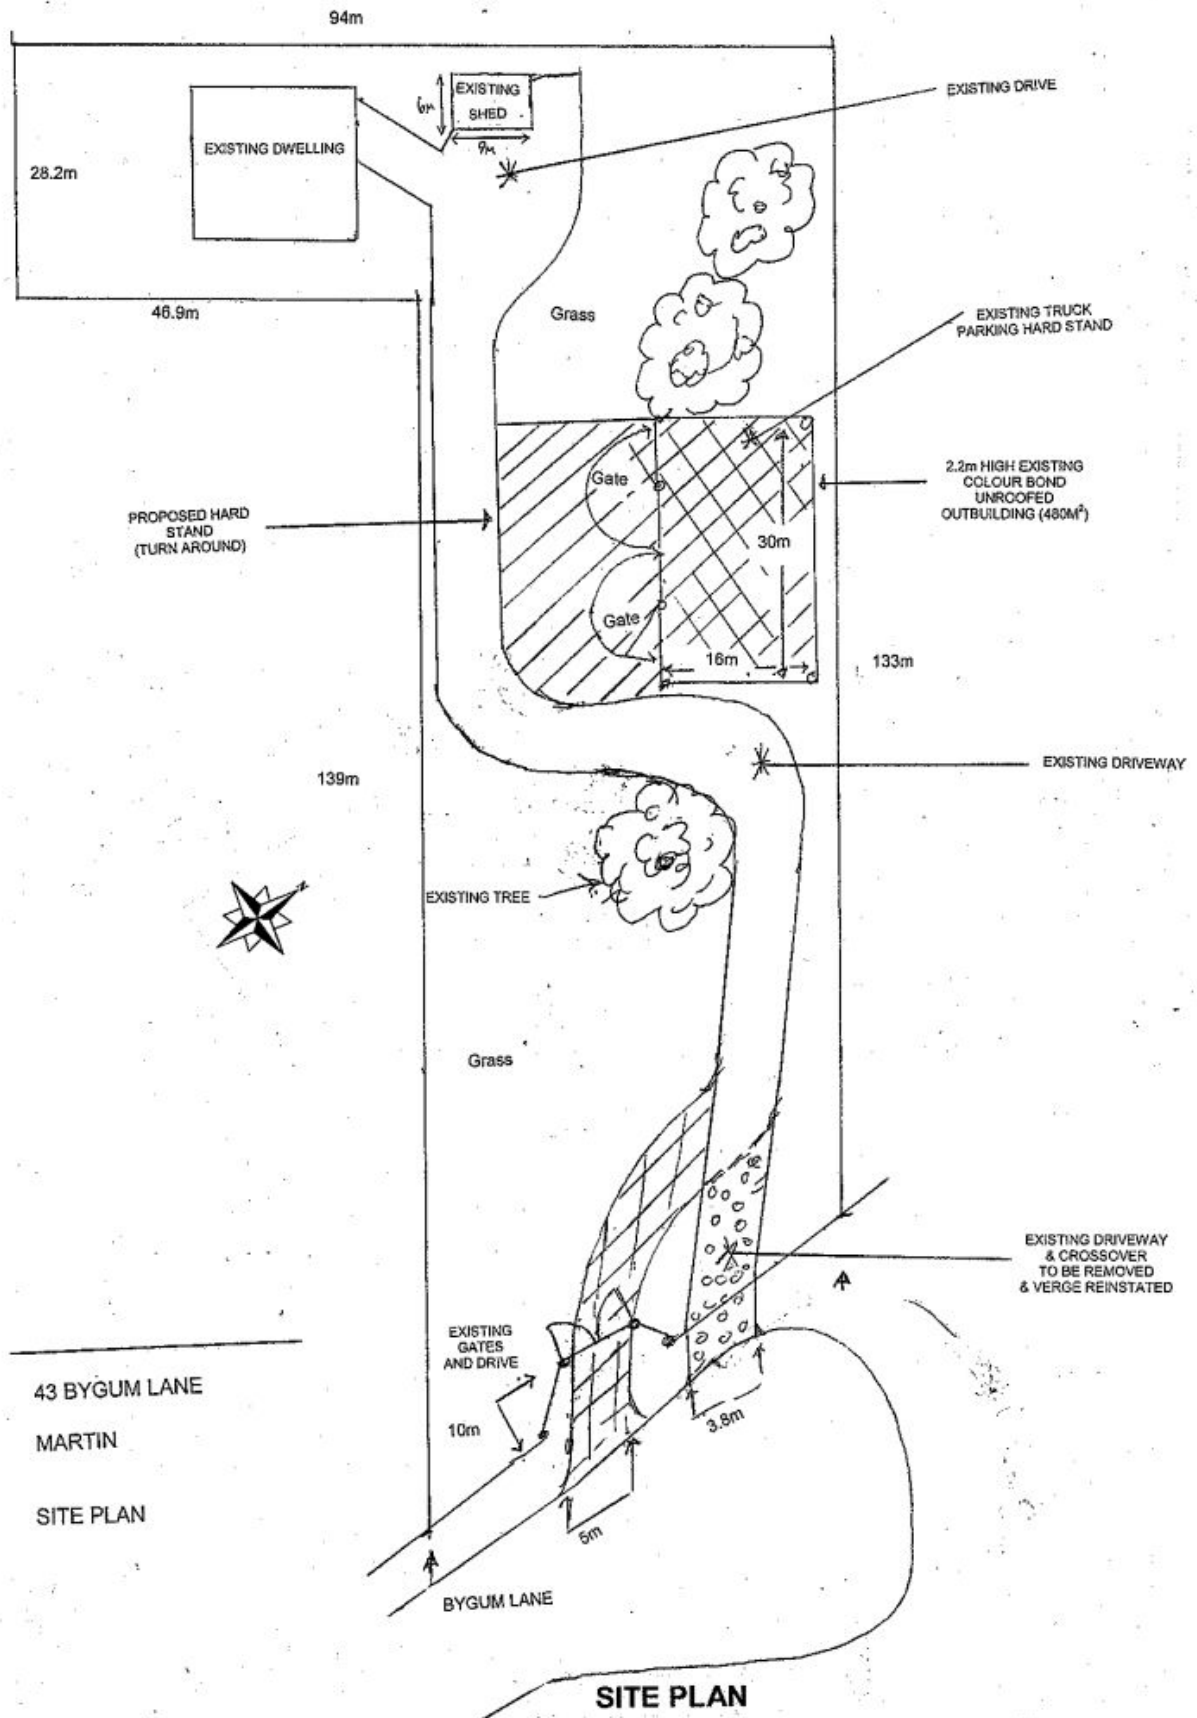 94m
EXISTING
SHED
6m
9m
EXISTING DRIVE
EXISTING DWELLING
28.2m
46.9m
Grass
EXISTING TRUCK
PARKING HARD STAND
Gate
2.2m HIGH EXISTING
COLOUR BOND
UNROOFED
OUTBUILDING (480M²)
PROPOSED HARD
STAND
(TURN AROUND)
30m
Gate
16m
133m
139m
EXISTING DRIVEWAY
EXISTING TREE
N
Grass
EXISTING DRIVEWAY
& CROSSOVER
TO BE REMOVED
& VERGE REINSTATED
EXISTING
GATES
AND DRIVE
10m
3.8m
5m
43 BYGUM LANE
MARTIN
SITE PLAN
BYGUM LANE
SITE PLAN